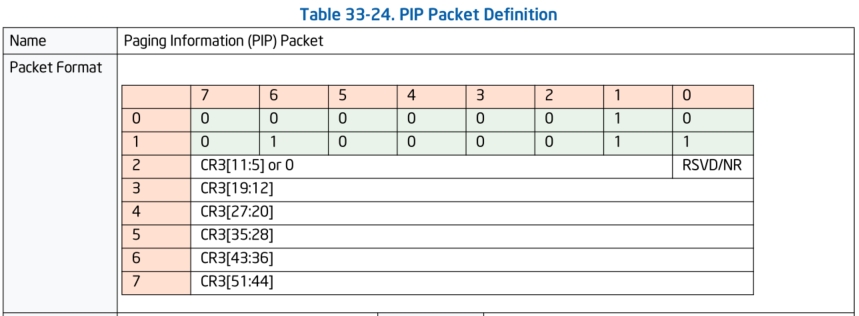 Table 33-24. PIP Packet Definition
Name Paging Information (PIP) Packet
Packet Format
7 6 5 4 3 2 1 0
0 0 0 0 0 0 0 1 0
1 0 1 0 0 0 0 1 1
2 CR3[11:5] or 0 RSVD/NR
3 CR3[19:12]
4 CR3[27:20]
5 CR3[35:28]
6 CR3[43:36]
7 CR3[51:44]